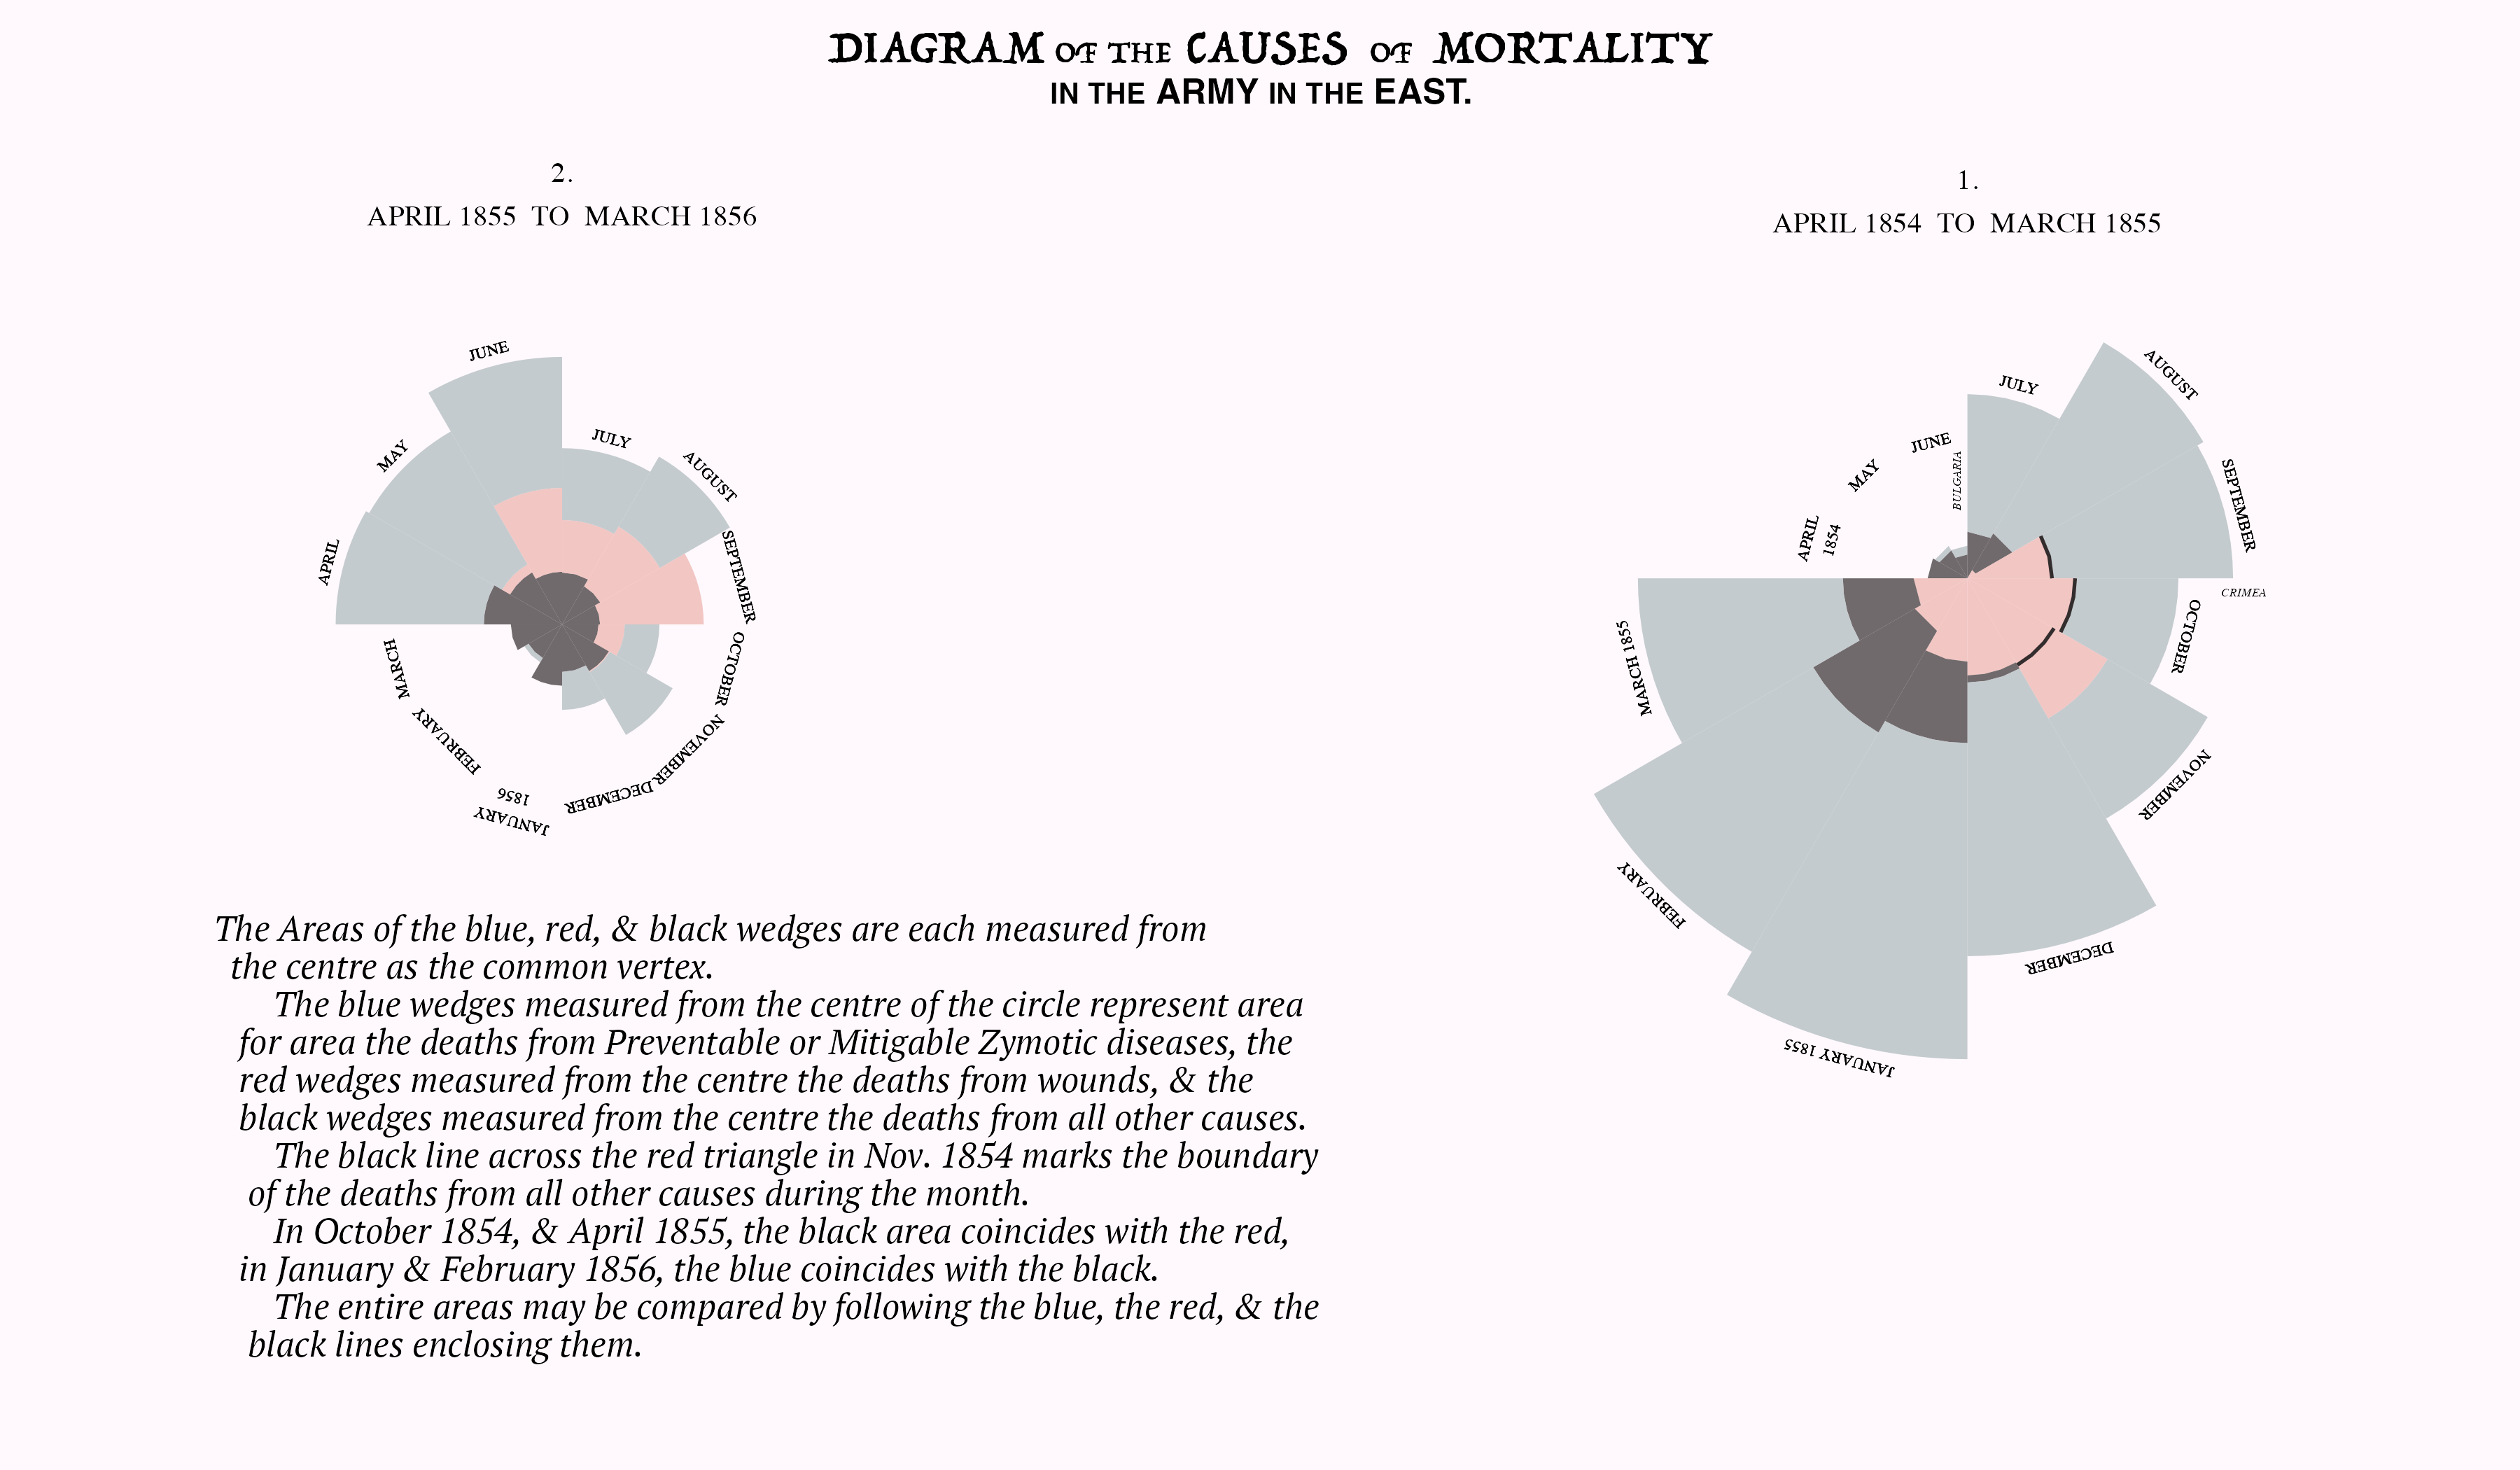 DIAGRAM OF THE CAUSES OF MORTALITY
IN THE ARMY IN THE EAST.
2.
APRIL 1855 TO MARCH 1856
JUNE
MAY
JULY
AUGUST
APRIL
SEPTEMBER
MARCH
OCTOBER
FEBRUARY
NOVEMBER
1856
JANUARY
DECEMBER
1.
APRIL 1854 TO MARCH 1855
AUGUST
JULY
JUNE
BULGARIA
MAY
SEPTEMBER
APRIL
1854
CRIMEA
OCTOBER
MARCH 1855
NOVEMBER
FEBRUARY
DECEMBER
JANUARY 1855
The Areas of the blue, red, & black wedges are each measured from
the centre as the common vertex.
The blue wedges measured from the centre of the circle represent area
for area the deaths from Preventable or Mitigable Zymotic diseases, the
red wedges measured from the centre the deaths from wounds, & the
black wedges measured from the centre the deaths from all other causes.
The black line across the red triangle in Nov. 1854 marks the boundary
of the deaths from all other causes during the month.
In October 1854, & April 1855, the black area coincides with the red,
in January & February 1856, the blue coincides with the black.
The entire areas may be compared by following the blue, the red, & the
black lines enclosing them.